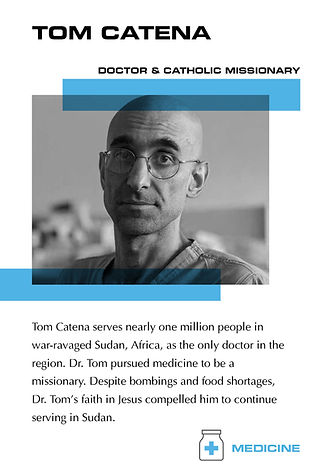 TOM CATENA
DOCTOR & CATHOLIC MISSIONARY
Tom Catena serves nearly one million people in
war-ravaged Sudan, Africa, as the only doctor in the
region. Dr. Tom pursued medicine to be a
missionary. Despite bombings and food shortages,
Dr. Tom's faith in Jesus compelled him to continue
serving in Sudan.
MEDICINE